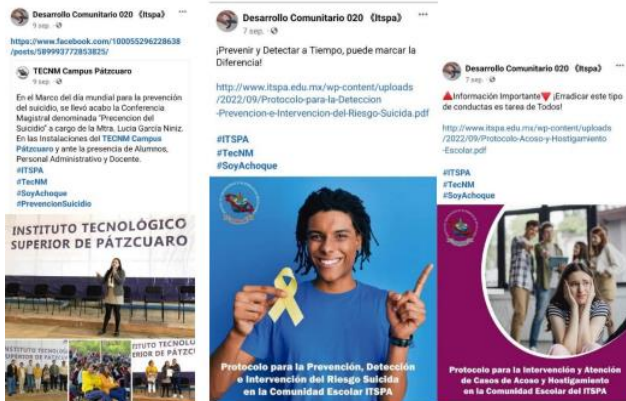 Desarrollo Comunitario 020 《Itspa》
9 sep.
https://www.facebook.com/100055296228638
/posts/589993772853825/
TECNM Campus Pátzcuaro
9 sep.
En el Marco del día mundial para la prevención
del suicidio, se llevó acabo la Conferencia
Magistral denominada "Precencion del
Suicidio" a cargo de la Mtra. Lucia García Niniz.
En las Instalaciones del TECNM Campus
Pátzcuaro y ante la presencia de Alumnos,
Personal Administrativo y Docente.
#ITSPA
#TecNM
#SoyAchoque
#PrevencionSuicidio
INSTITUTO TECNOLÓGICO
SUPERIOR DE PÁTZCUARO
Desarrollo Comunitario 020 《Itspa》
7 sep.
¡Prevenir y Detectar a Tiempo, puede marcar la
Diferencia!
http://www.itspa.edu.mx/wp-content/uploads
/2022/09/Protocolo-para-la-Deteccion
-Prevencion-e-Intervencion-del-Riesgo-Suicida.pdf
#ITSPA
#TecNM
#SoyAchoque
Protocolo para la Prevención, Detección
e Intervención del Riesgo Suicida
en la Comunidad Escolar ITSPA
Desarrollo Comunitario 020 《Itspa》
7 sep.
🔺Información Importante🔻 ¡Erradicar este tipo
de conductas es tarea de Todos!
http://www.itspa.edu.mx/wp-content/uploads
/2022/09/Protocolo-Acoso-y-Hostigamiento
-Escolar.pdf
#ITSPA
#TecNM
#SoyAchoque
Protocolo para la Intervención y Atención
de Casos de Acoso y Hostigamiento
en la Comunidad Escolar del ITSPA